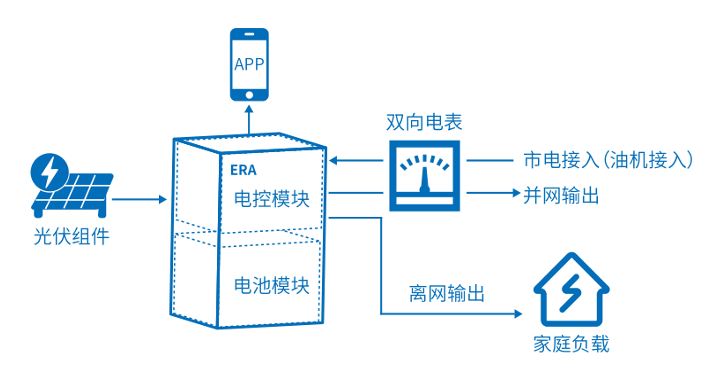 APP
双向电表
ERA
电控模块
市电接入(油机接入)
并网输出
光伏组件
电池模块
离网输出
家庭负载